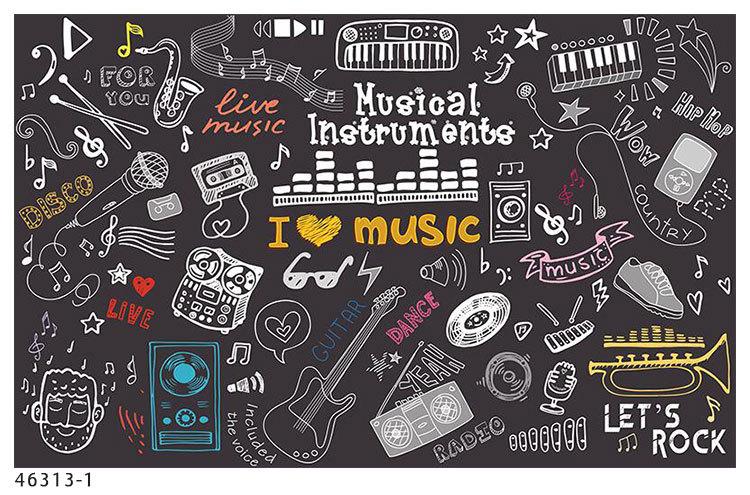 FOR
YOU
live
music
Musical
Instruments
HIP HOP
WOW
POP
COUNTRY
DISCO
A
I MUSIC
MUSIC
LIVE
GUITAR
DANCE
YEAH!
Included
the voice
RADIO
LET'S
ROCK
46313-1